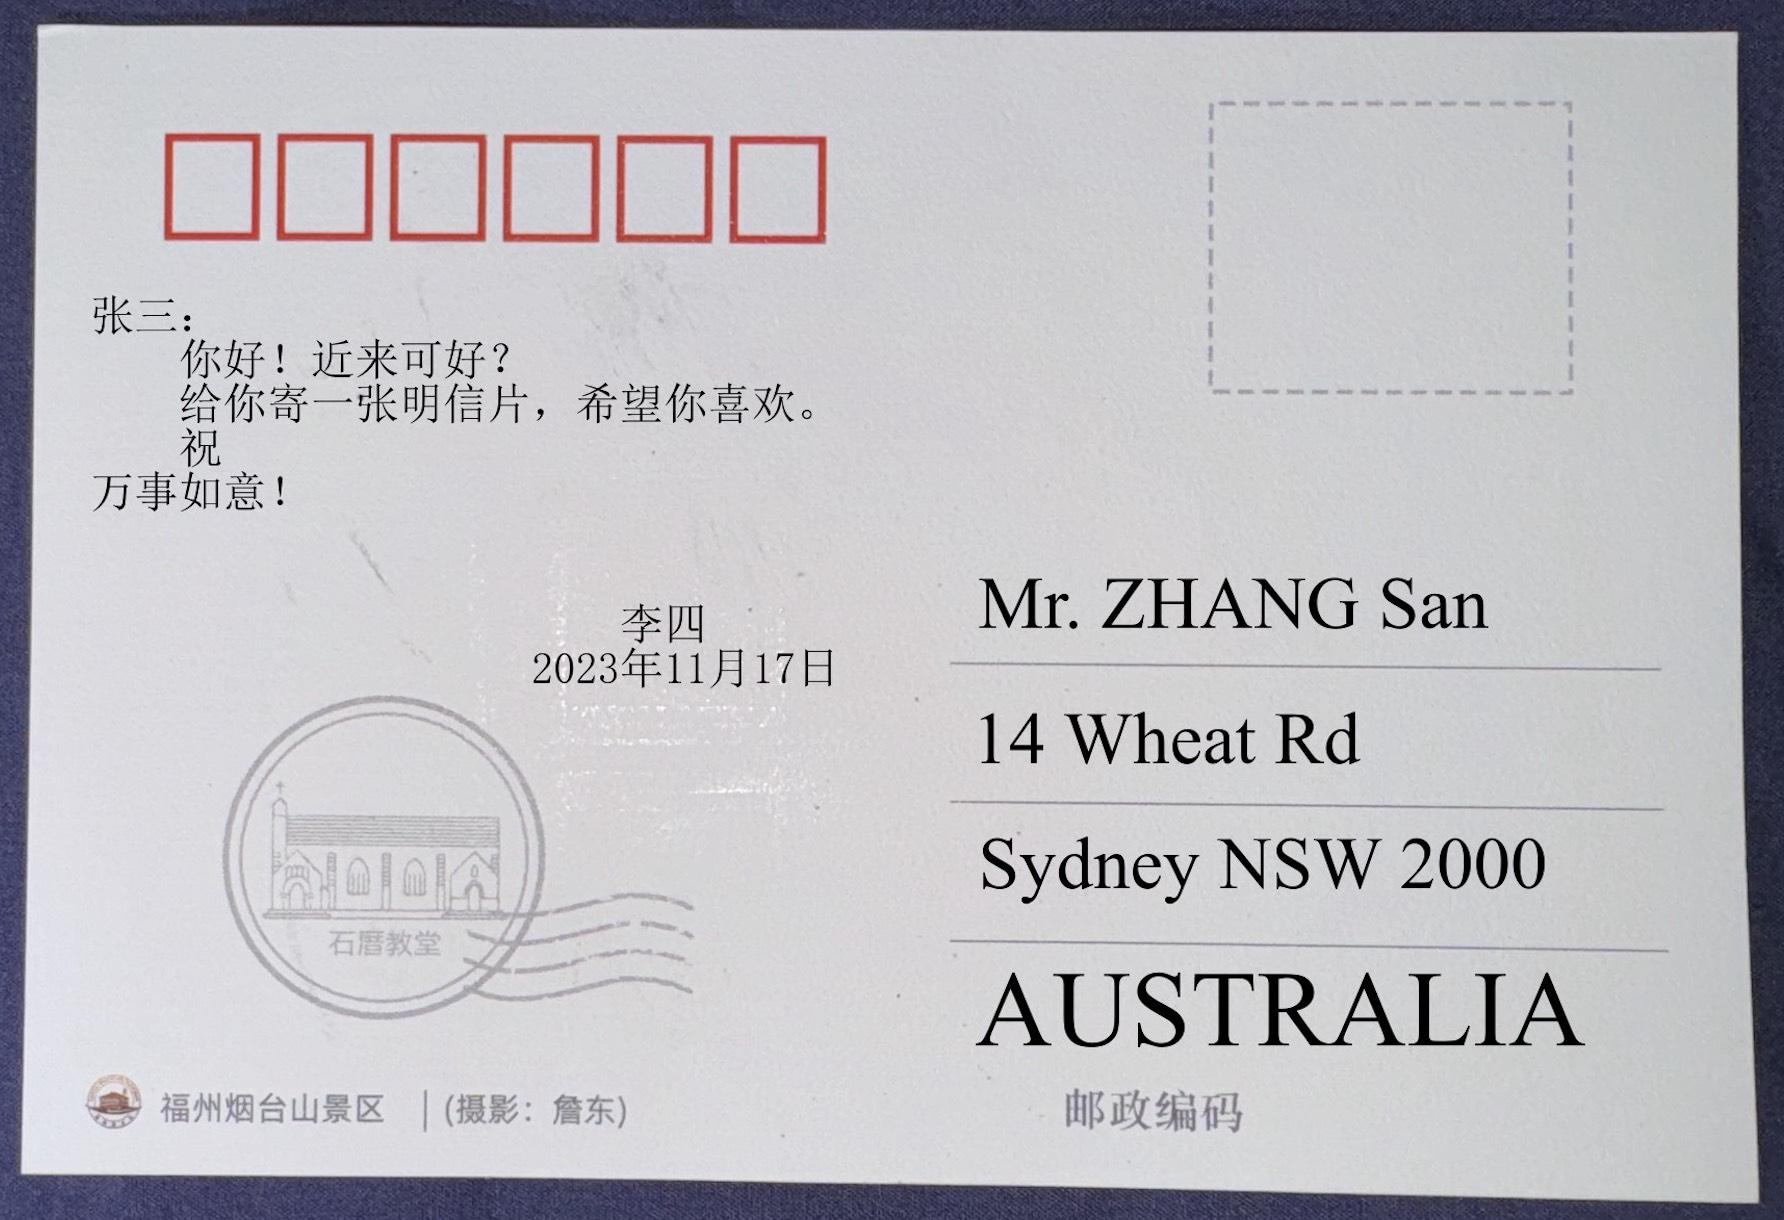 张三：
你好！近来可好？
给你寄一张明信片，希望你喜欢。
祝
万事如意！
李四
2023年11月17日
石厝教堂
福州烟台山景区 | (摄影：詹东)
Mr. ZHANG San
14 Wheat Rd
Sydney NSW 2000
AUSTRALIA
邮政编码